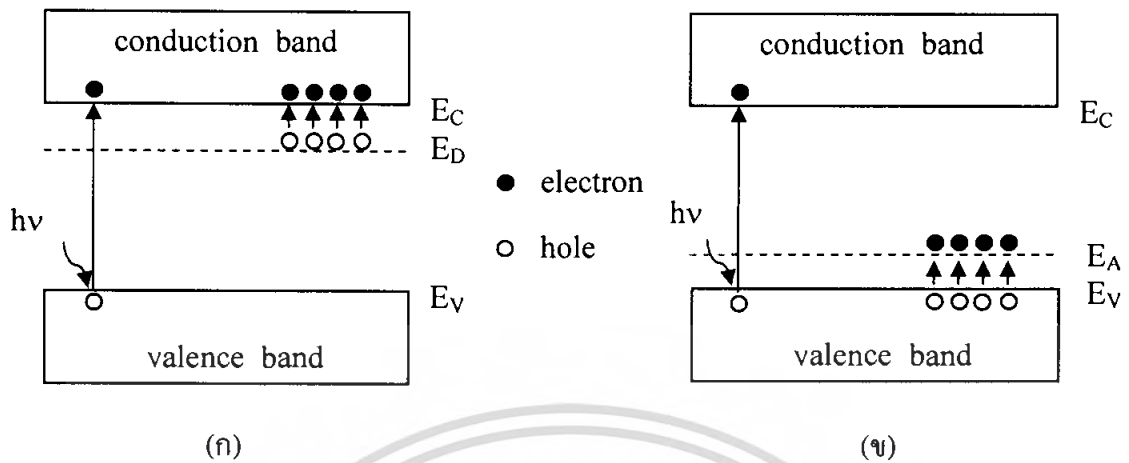 conduction band
E_C
E_D
hν
E_V
valence band
(ก)
electron
hole
conduction band
E_C
hν
E_A
E_V
valence band
(ข)